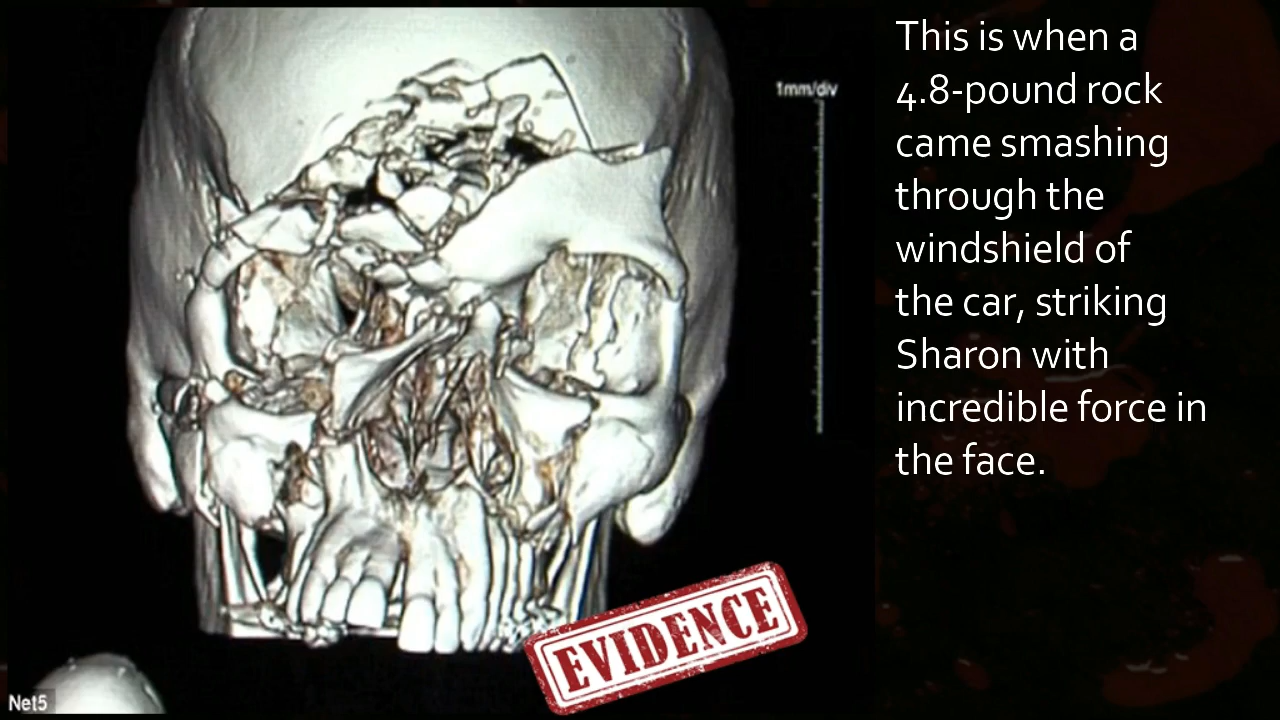 This is when a
4.8-pound rock
came smashing
through the
windshield of
the car, striking
Sharon with
incredible force in
the face.
1mm/div
EVIDENCE
Net5